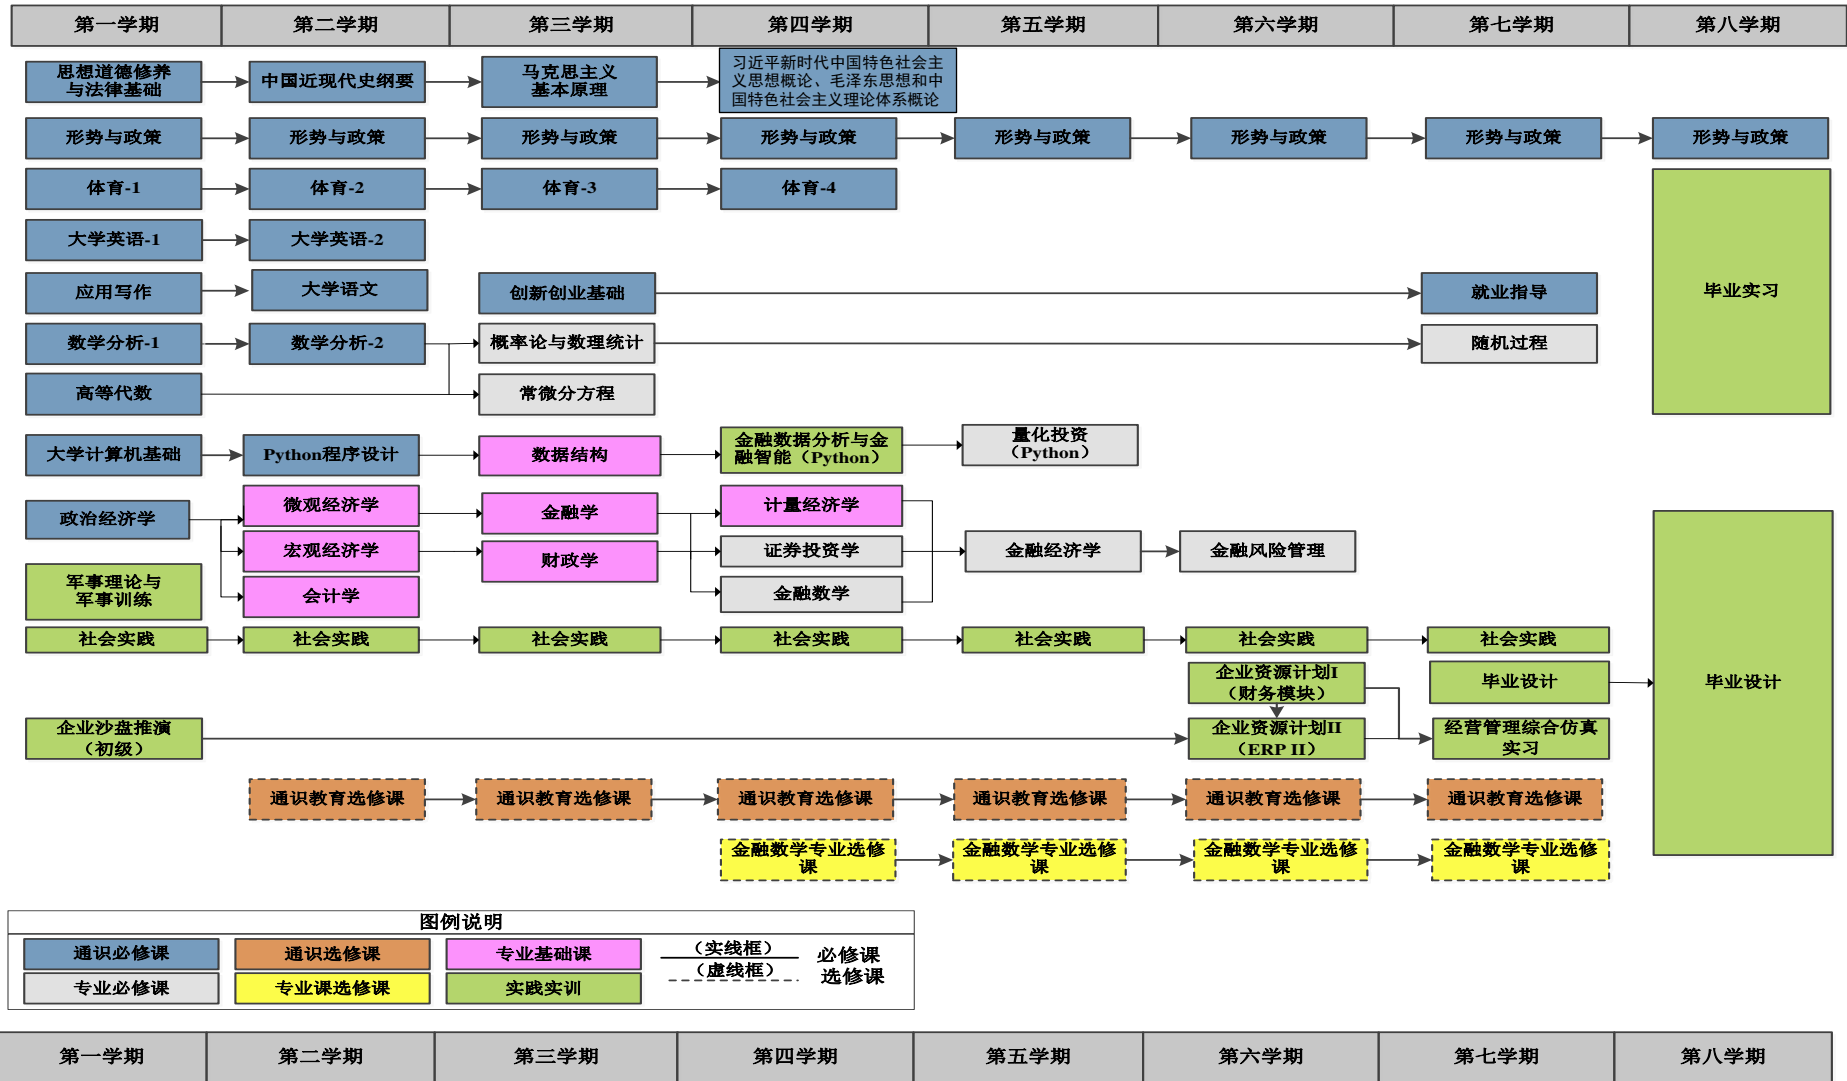 第一学期
第二学期
第三学期
第四学期
第五学期
第六学期
第七学期
第八学期
思想道德修养
与法律基础
中国近现代史纲要
马克思主义
基本原理
习近平新时代中国特色社会主
义思想概论、毛泽东思想和中
国特色社会主义理论体系概论
形势与政策
形势与政策
形势与政策
形势与政策
形势与政策
形势与政策
形势与政策
形势与政策
体育-1
体育-2
体育-3
体育-4
大学英语-1
大学英语-2
应用写作
大学语文
创新创业基础
就业指导
毕业实习
数学分析-1
数学分析-2
概率论与数理统计
随机过程
高等代数
常微分方程
大学计算机基础
Python程序设计
数据结构
金融数据分析与金
融智能（Python）
量化投资
（Python）
政治经济学
微观经济学
金融学
计量经济学
宏观经济学
财政学
证券投资学
金融经济学
金融风险管理
军事理论与
军事训练
会计学
金融数学
社会实践
社会实践
社会实践
社会实践
社会实践
社会实践
社会实践
企业资源计划I
（财务模块）
毕业设计
毕业设计
企业沙盘推演
（初级）
企业资源计划II
（ERP II）
经营管理综合仿真
实习
通识教育选修课
通识教育选修课
通识教育选修课
通识教育选修课
通识教育选修课
通识教育选修课
金融数学专业选修
课
金融数学专业选修
课
金融数学专业选修
课
金融数学专业选修
课
图例说明
通识必修课
通识选修课
专业基础课
（实线框）
必修课
专业必修课
专业课选修课
实践实训
（虚线框）
选修课
第一学期
第二学期
第三学期
第四学期
第五学期
第六学期
第七学期
第八学期